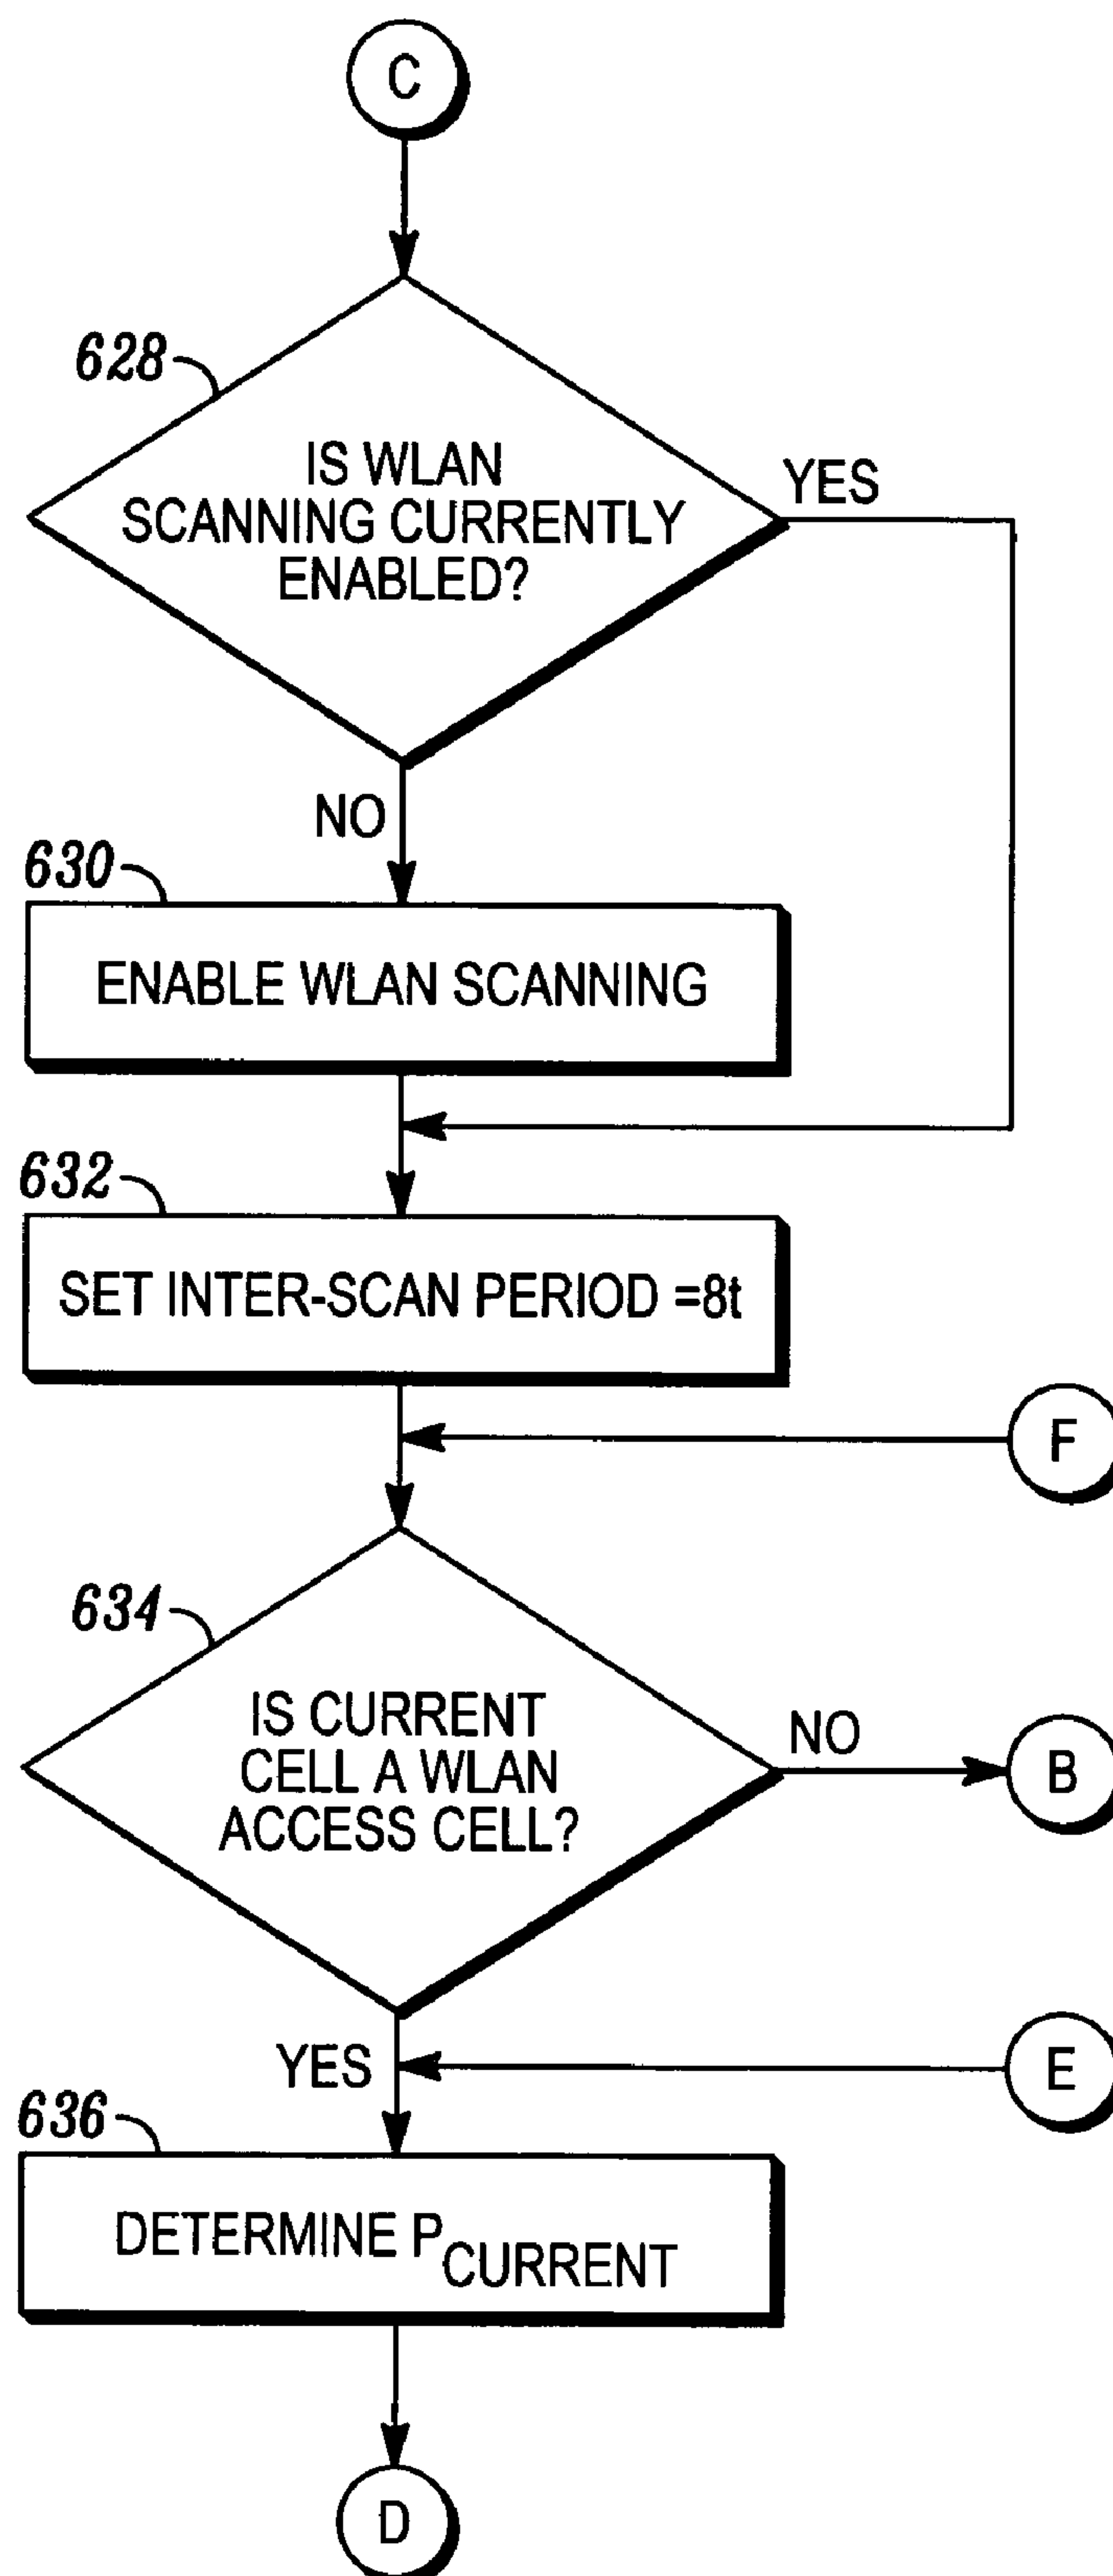 C
628
IS WLAN
SCANNING CURRENTLY
ENABLED?
YES
NO
630
ENABLE WLAN SCANNING
632
SET INTER-SCAN PERIOD =8t
F
634
IS CURRENT
CELL A WLAN
ACCESS CELL?
NO
B
YES
E
636
DETERMINE PCURRENT
D